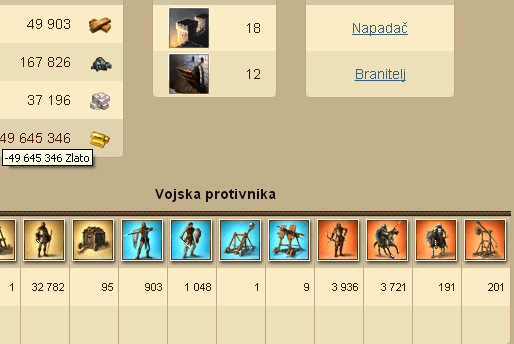 49 903
18
Napadač
167 826
37 196
12
Branitelj
49 645 346
-49 645 346 Zlato
Vojska protivnika
1 32 782 95 903 1 048 1 9 3 936 3 721 191 201